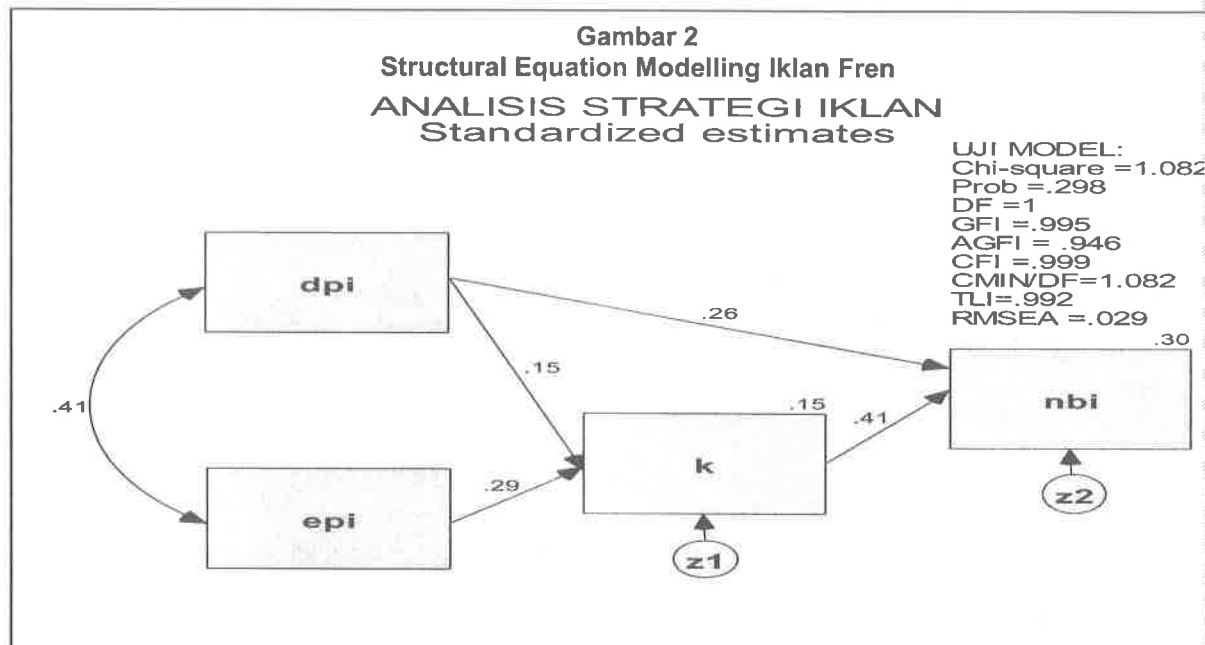 Gambar 2
Structural Equation Modelling Iklan Fren
ANALISIS STRATEGI IKLAN
Standardized estimates
UJI MODEL:
Chi-square =1.082
Prob =.298
DF =1
GFI =.995
AGFI = .946
CFI =.999
CMIN/DF=1.082
TLI=.992
RMSEA =.029
dpi
.26
.30
.15
nbi
.41
.15
.41
k
.29
z2
epi
z1